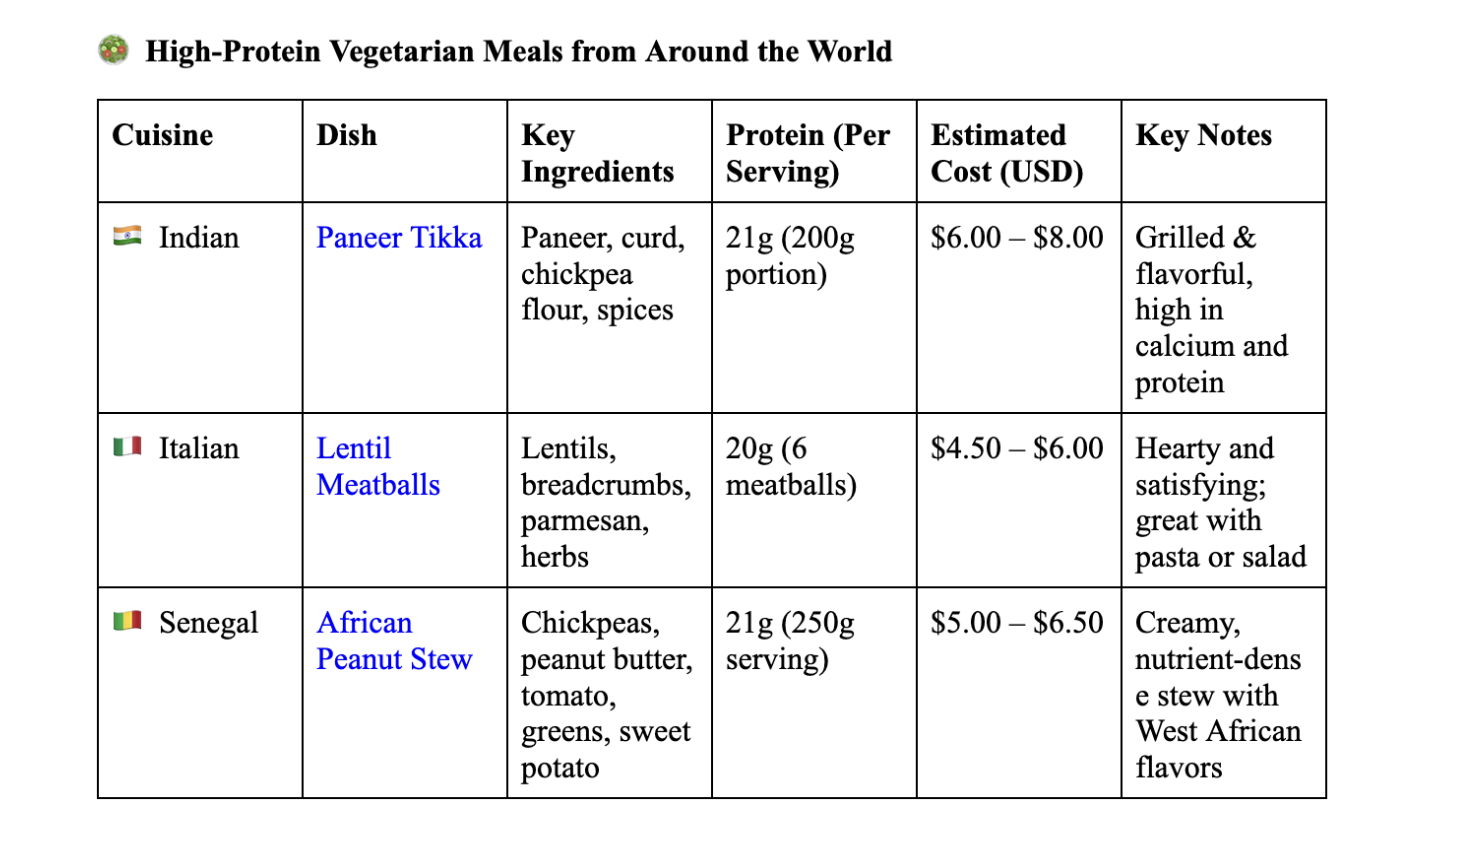 🥗 High-Protein Vegetarian Meals from Around the World
Cuisine
Dish
Key
Ingredients
Protein (Per
Serving)
Estimated
Cost (USD)
Key Notes
🇮🇳 Indian
Paneer Tikka
Paneer, curd,
chickpea
flour, spices
21g (200g
portion)
$6.00 – $8.00
Grilled &
flavorful,
high in
calcium and
protein
🇮🇹 Italian
Lentil
Meatballs
Lentils,
breadcrumbs,
parmesan,
herbs
20g (6
meatballs)
$4.50 – $6.00
Hearty and
satisfying;
great with
pasta or salad
🇲🇱 Senegal
African
Peanut Stew
Chickpeas,
peanut butter,
tomato,
greens, sweet
potato
21g (250g
serving)
$5.00 – $6.50
Creamy,
nutrient-dens
e stew with
West African
flavors